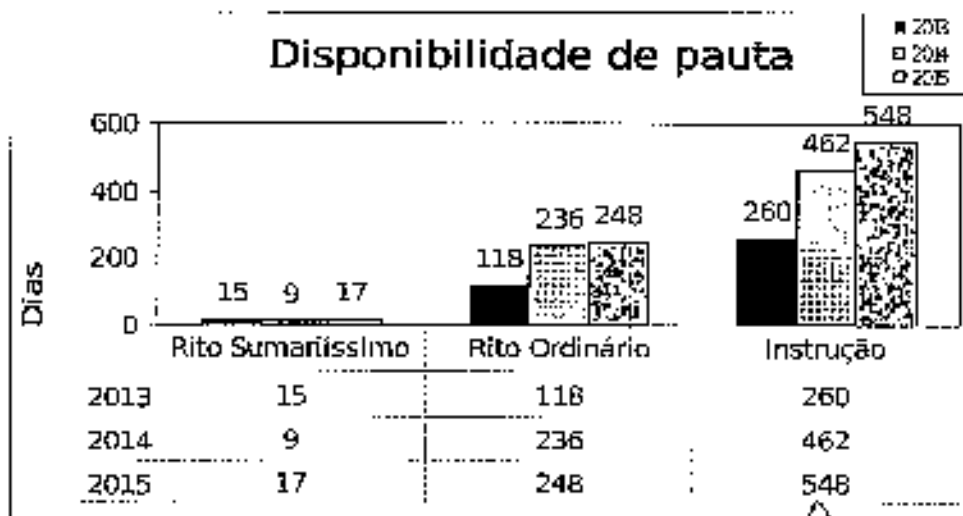 Disponibilidade de pauta
2013
2014
2015
Dias
600
400
200
0
15 9 17
118 236 248
260 462 548
Rito Sumariissimo Rito Ordinário Instrução
2013 15 118 260
2014 9 236 462
2015 17 248 548